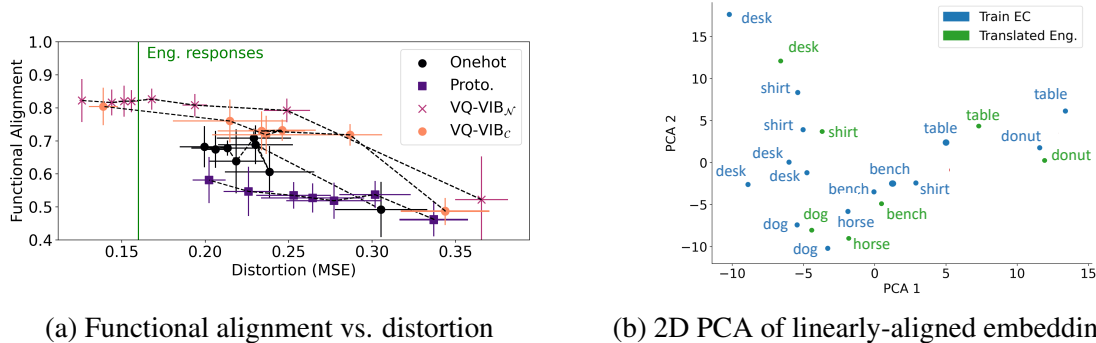 1.0
0.9
0.8
0.7
0.6
0.5
0.4
Functional Alignment
Eng. responses
Onehot
Proto.
VQ-VIB𝒩
VQ-VIB𝒞
0.15 0.20 0.25 0.30 0.35
Distortion (MSE)
(a) Functional alignment vs. distortion
15
10
5
0
−5
−10
PCA 2
Train EC
Translated Eng.
desk
desk
shirt
table
table
table
shirt
shirt
donut
donut
desk
desk
desk
bench
shirt
bench
dog
dog
horse
horse
dog
−10 −5 0 5 10 15
PCA 1
(b) 2D PCA of linearly-aligned embeddin